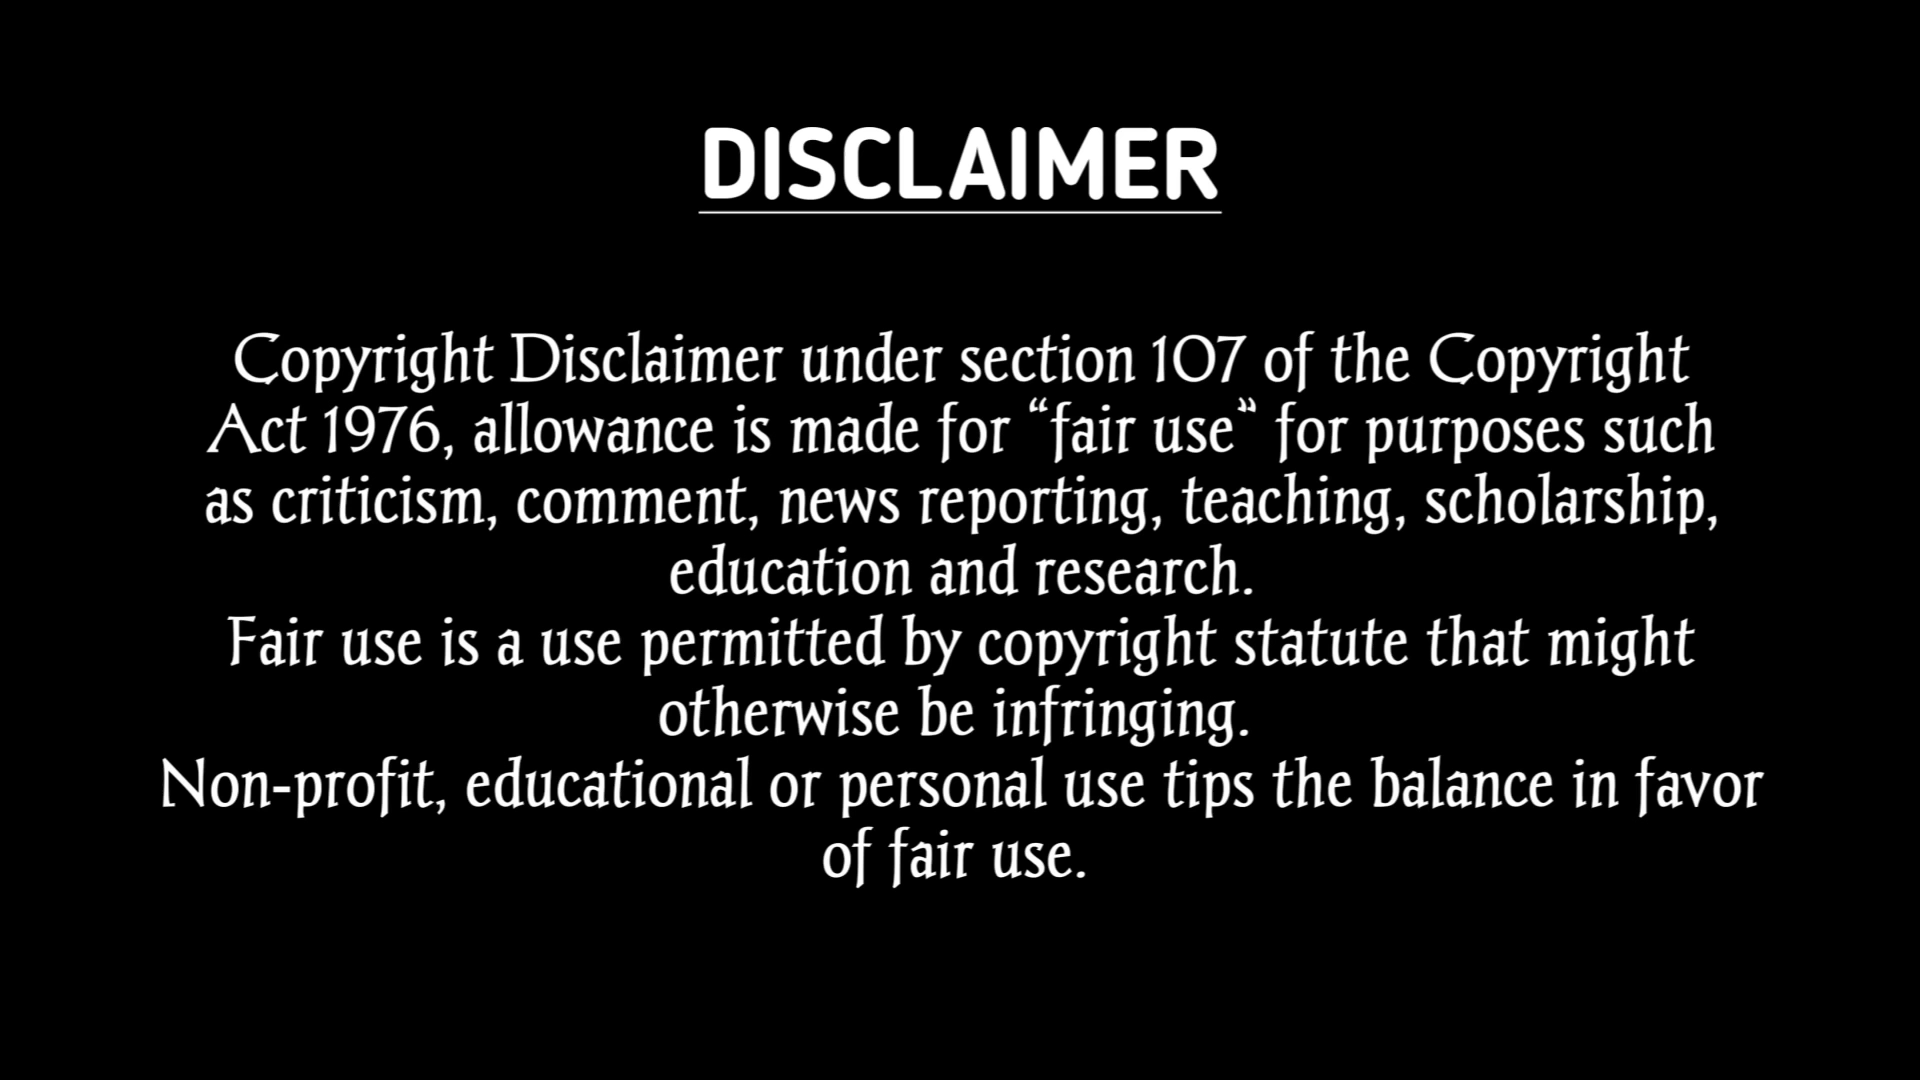 DISCLAIMER
Copyright Disclaimer under section 107 of the Copyright
Act 1976, allowance is made for “fair use” for purposes such
as criticism, comment, news reporting, teaching, scholarship,
education and research.
Fair use is a use permitted by copyright statute that might
otherwise be infringing.
Non-profit, educational or personal use tips the balance in favor
of fair use.